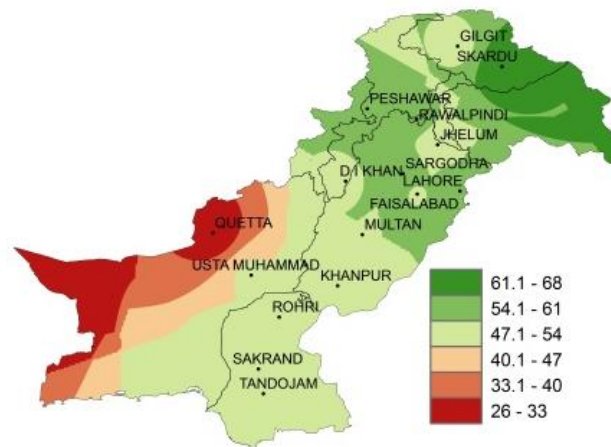 GILGIT
SKARDU
PESHAWAR
RAWALPINDI
JHELUM
SARGODHA
D I KHAN
LAHORE
FAISALABAD
QUETTA
MULTAN
USTA MUHAMMAD
KHANPUR
ROHRI
SAKRAND
TANDOJAM
61.1 - 68
54.1 - 61
47.1 - 54
40.1 - 47
33.1 - 40
26 - 33